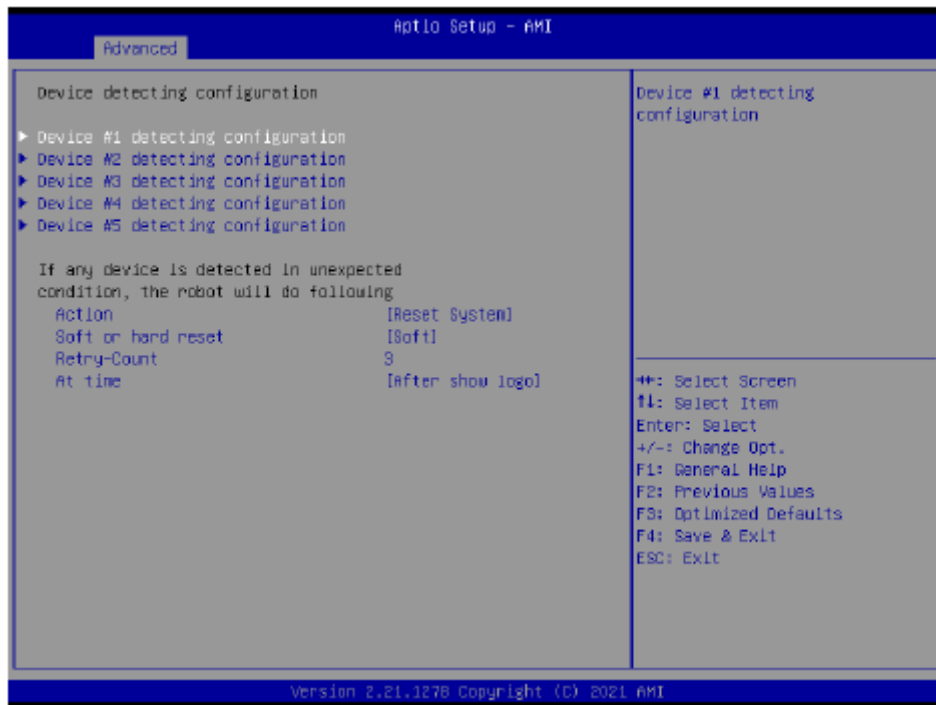 Aptio Setup - AMI
Advanced
Device detecting configuration
Device #1 detecting configuration
Device #2 detecting configuration
Device #3 detecting configuration
Device #4 detecting configuration
Device #5 detecting configuration
If any device is detected in unexpected
condition, the robot will do following
Action [Reset System]
Soft or hard reset [Soft]
Retry-Count 3
At time [After show logo]
Device #1 detecting
configuration
→←: Select Screen
↑↓: Select Item
Enter: Select
+/-: Change Opt.
F1: General Help
F2: Previous Values
F3: Optimized Defaults
F4: Save & Exit
ESC: Exit
Version 2.21.1278 Copyright (C) 2021 AMI